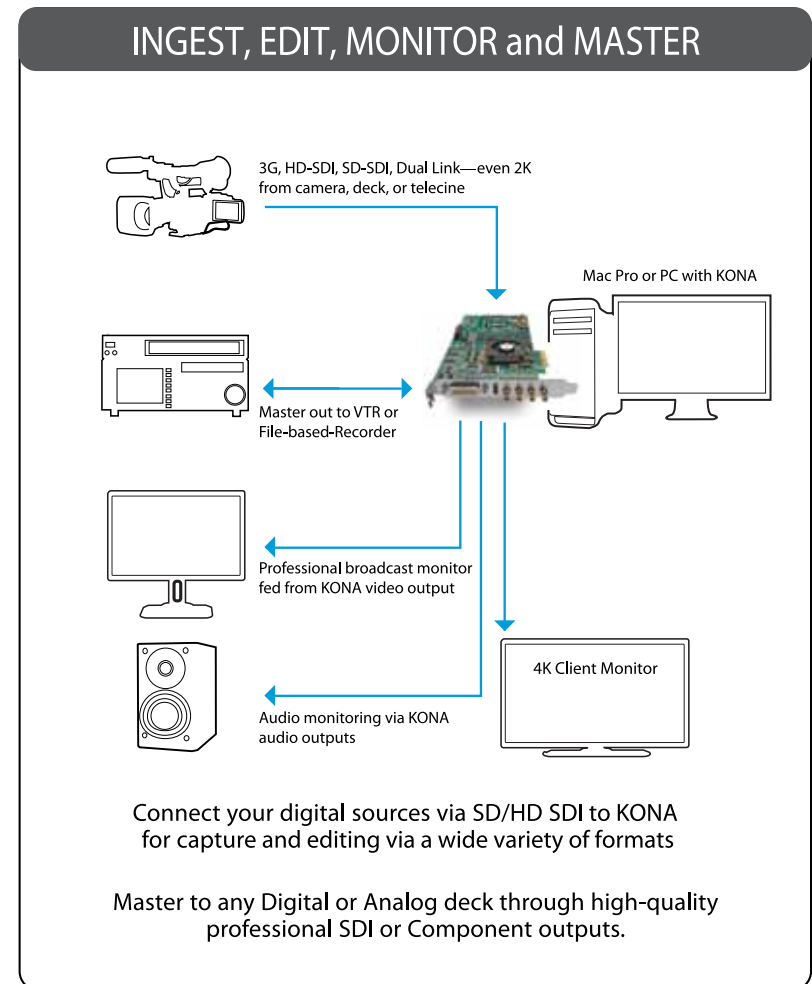 INGEST, EDIT, MONITOR and MASTER
3G, HD-SDI, SD-SDI, Dual Link—even 2K
from camera, deck, or telecine
Mac Pro or PC with KONA
Master out to VTR or
File-based-Recorder
Professional broadcast monitor
fed from KONA video output
4K Client Monitor
Audio monitoring via KONA
audio outputs
Connect your digital sources via SD/HD SDI to KONA
for capture and editing via a wide variety of formats
Master to any Digital or Analog deck through high-quality
professional SDI or Component outputs.